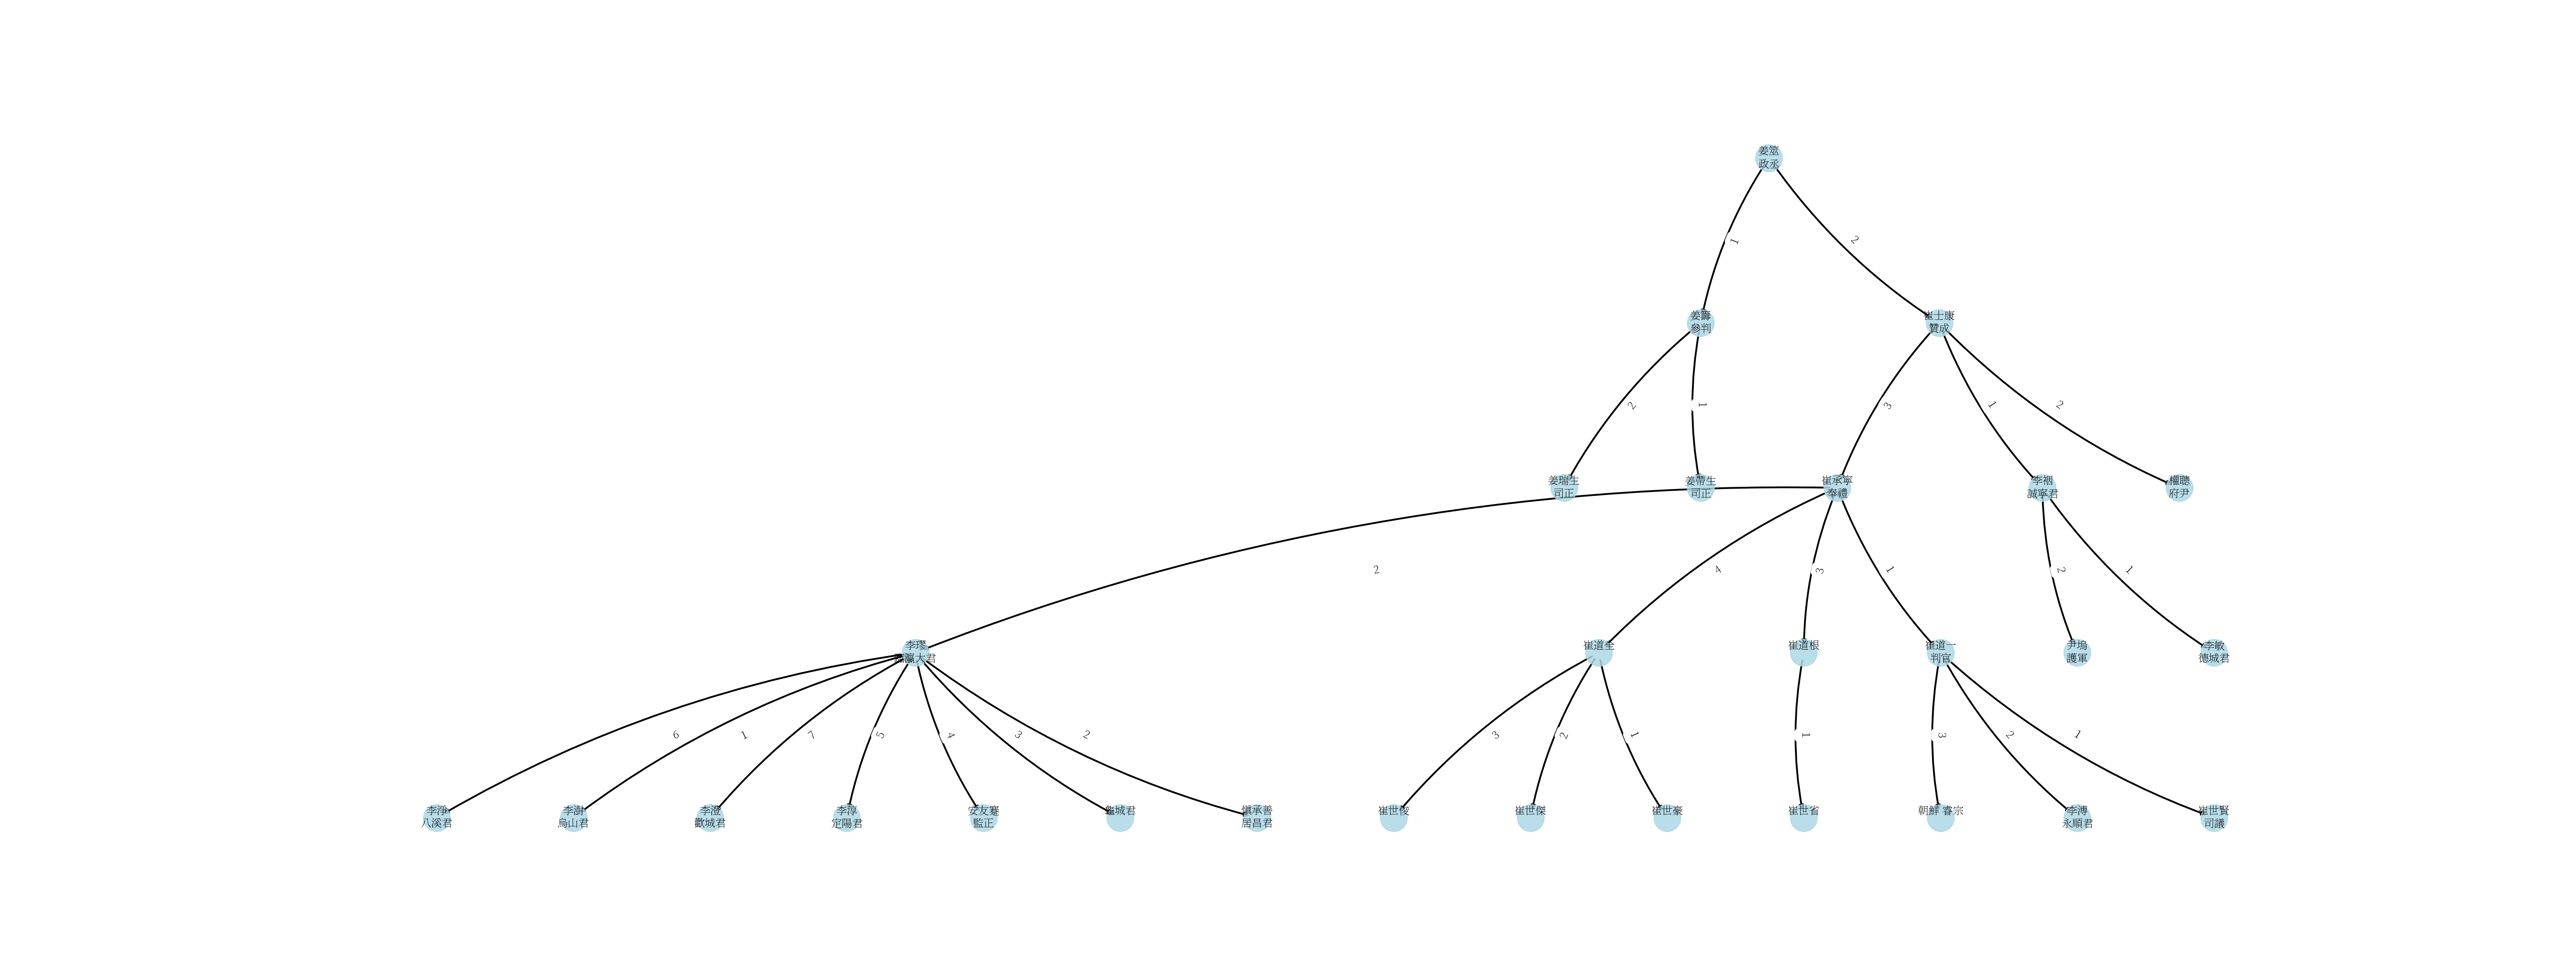 姜筮
政丞
1
2
姜籌
參判
崔士康
贊成
2
1
3
1
2
姜瑞生
司正
姜帶生
司正
崔承寧
奉禮
李裀
誠寧君
權聰
府尹
2
4
3
1
2
1
李璆
臨瀛大君
崔道全
崔道根
崔道一
判官
尹塢
護軍
李敏
德城君
6
1
7
5
4
3
2
3
2
1
1
3
2
1
李淨
八溪君
李澍
烏山君
李澄
歡城君
李淳
定陽君
安友騫
監正
龜城君
愼承善
居昌君
崔世俊
崔世傑
崔世豪
崔世省
朝鮮 睿宗
李溥
永順君
崔世賢
司議